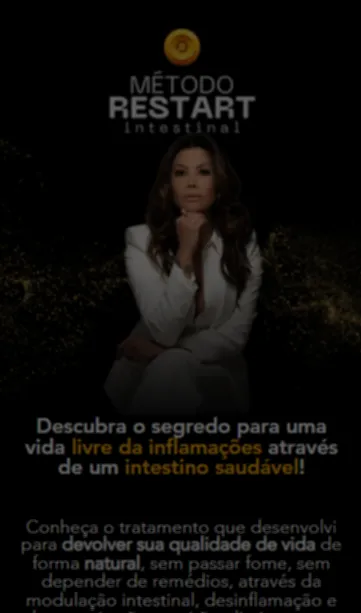 MÉTODO
RESTART
intestinal
Descubra o segredo para uma
vida livre da inflamações através
de um intestino saudável!
Conheça o tratamento que desenvolvi
para devolver sua qualidade de vida de
forma natural, sem passar fome, sem
depender de remédios, através da
modulação intestinal, desinflamação e